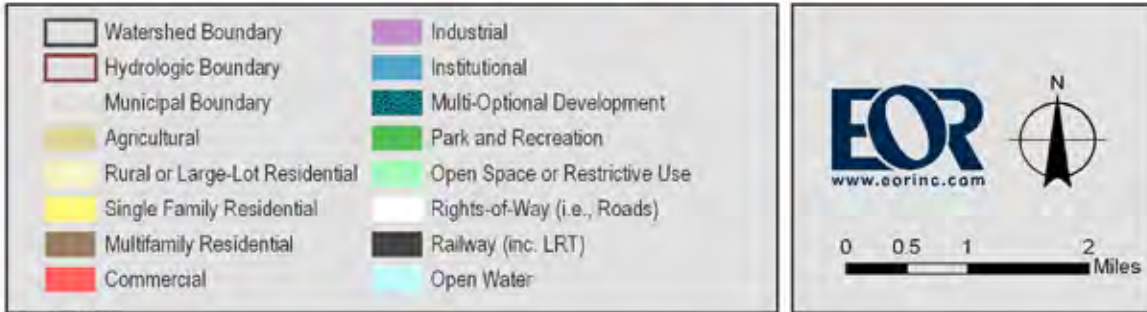 Watershed Boundary
Hydrologic Boundary
Municipal Boundary
Agricultural
Rural or Large-Lot Residential
Single Family Residential
Multifamily Residential
Commercial
Industrial
Institutional
Multi-Optional Development
Park and Recreation
Open Space or Restrictive Use
Rights-of-Way (i.e., Roads)
Railway (inc. LRT)
Open Water
EOR
www.eorinc.com
N
0 0.5 1 2
Miles